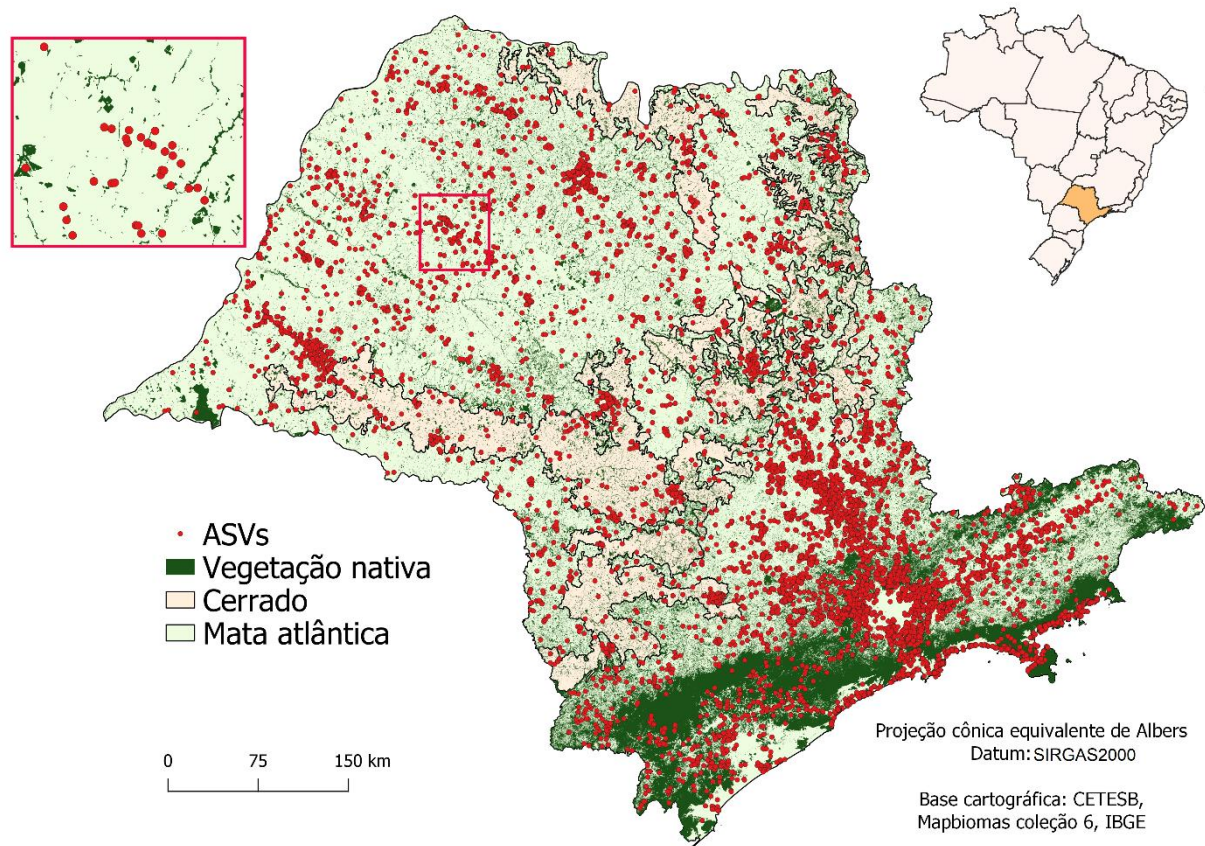 ASVs
Vegetação nativa
Cerrado
Mata atlântica
0 75 150 km
Projeção cônica equivalente de Albers
Datum: SIRGAS2000
Base cartográfica: CETESB,
Mapbiomas coleção 6, IBGE